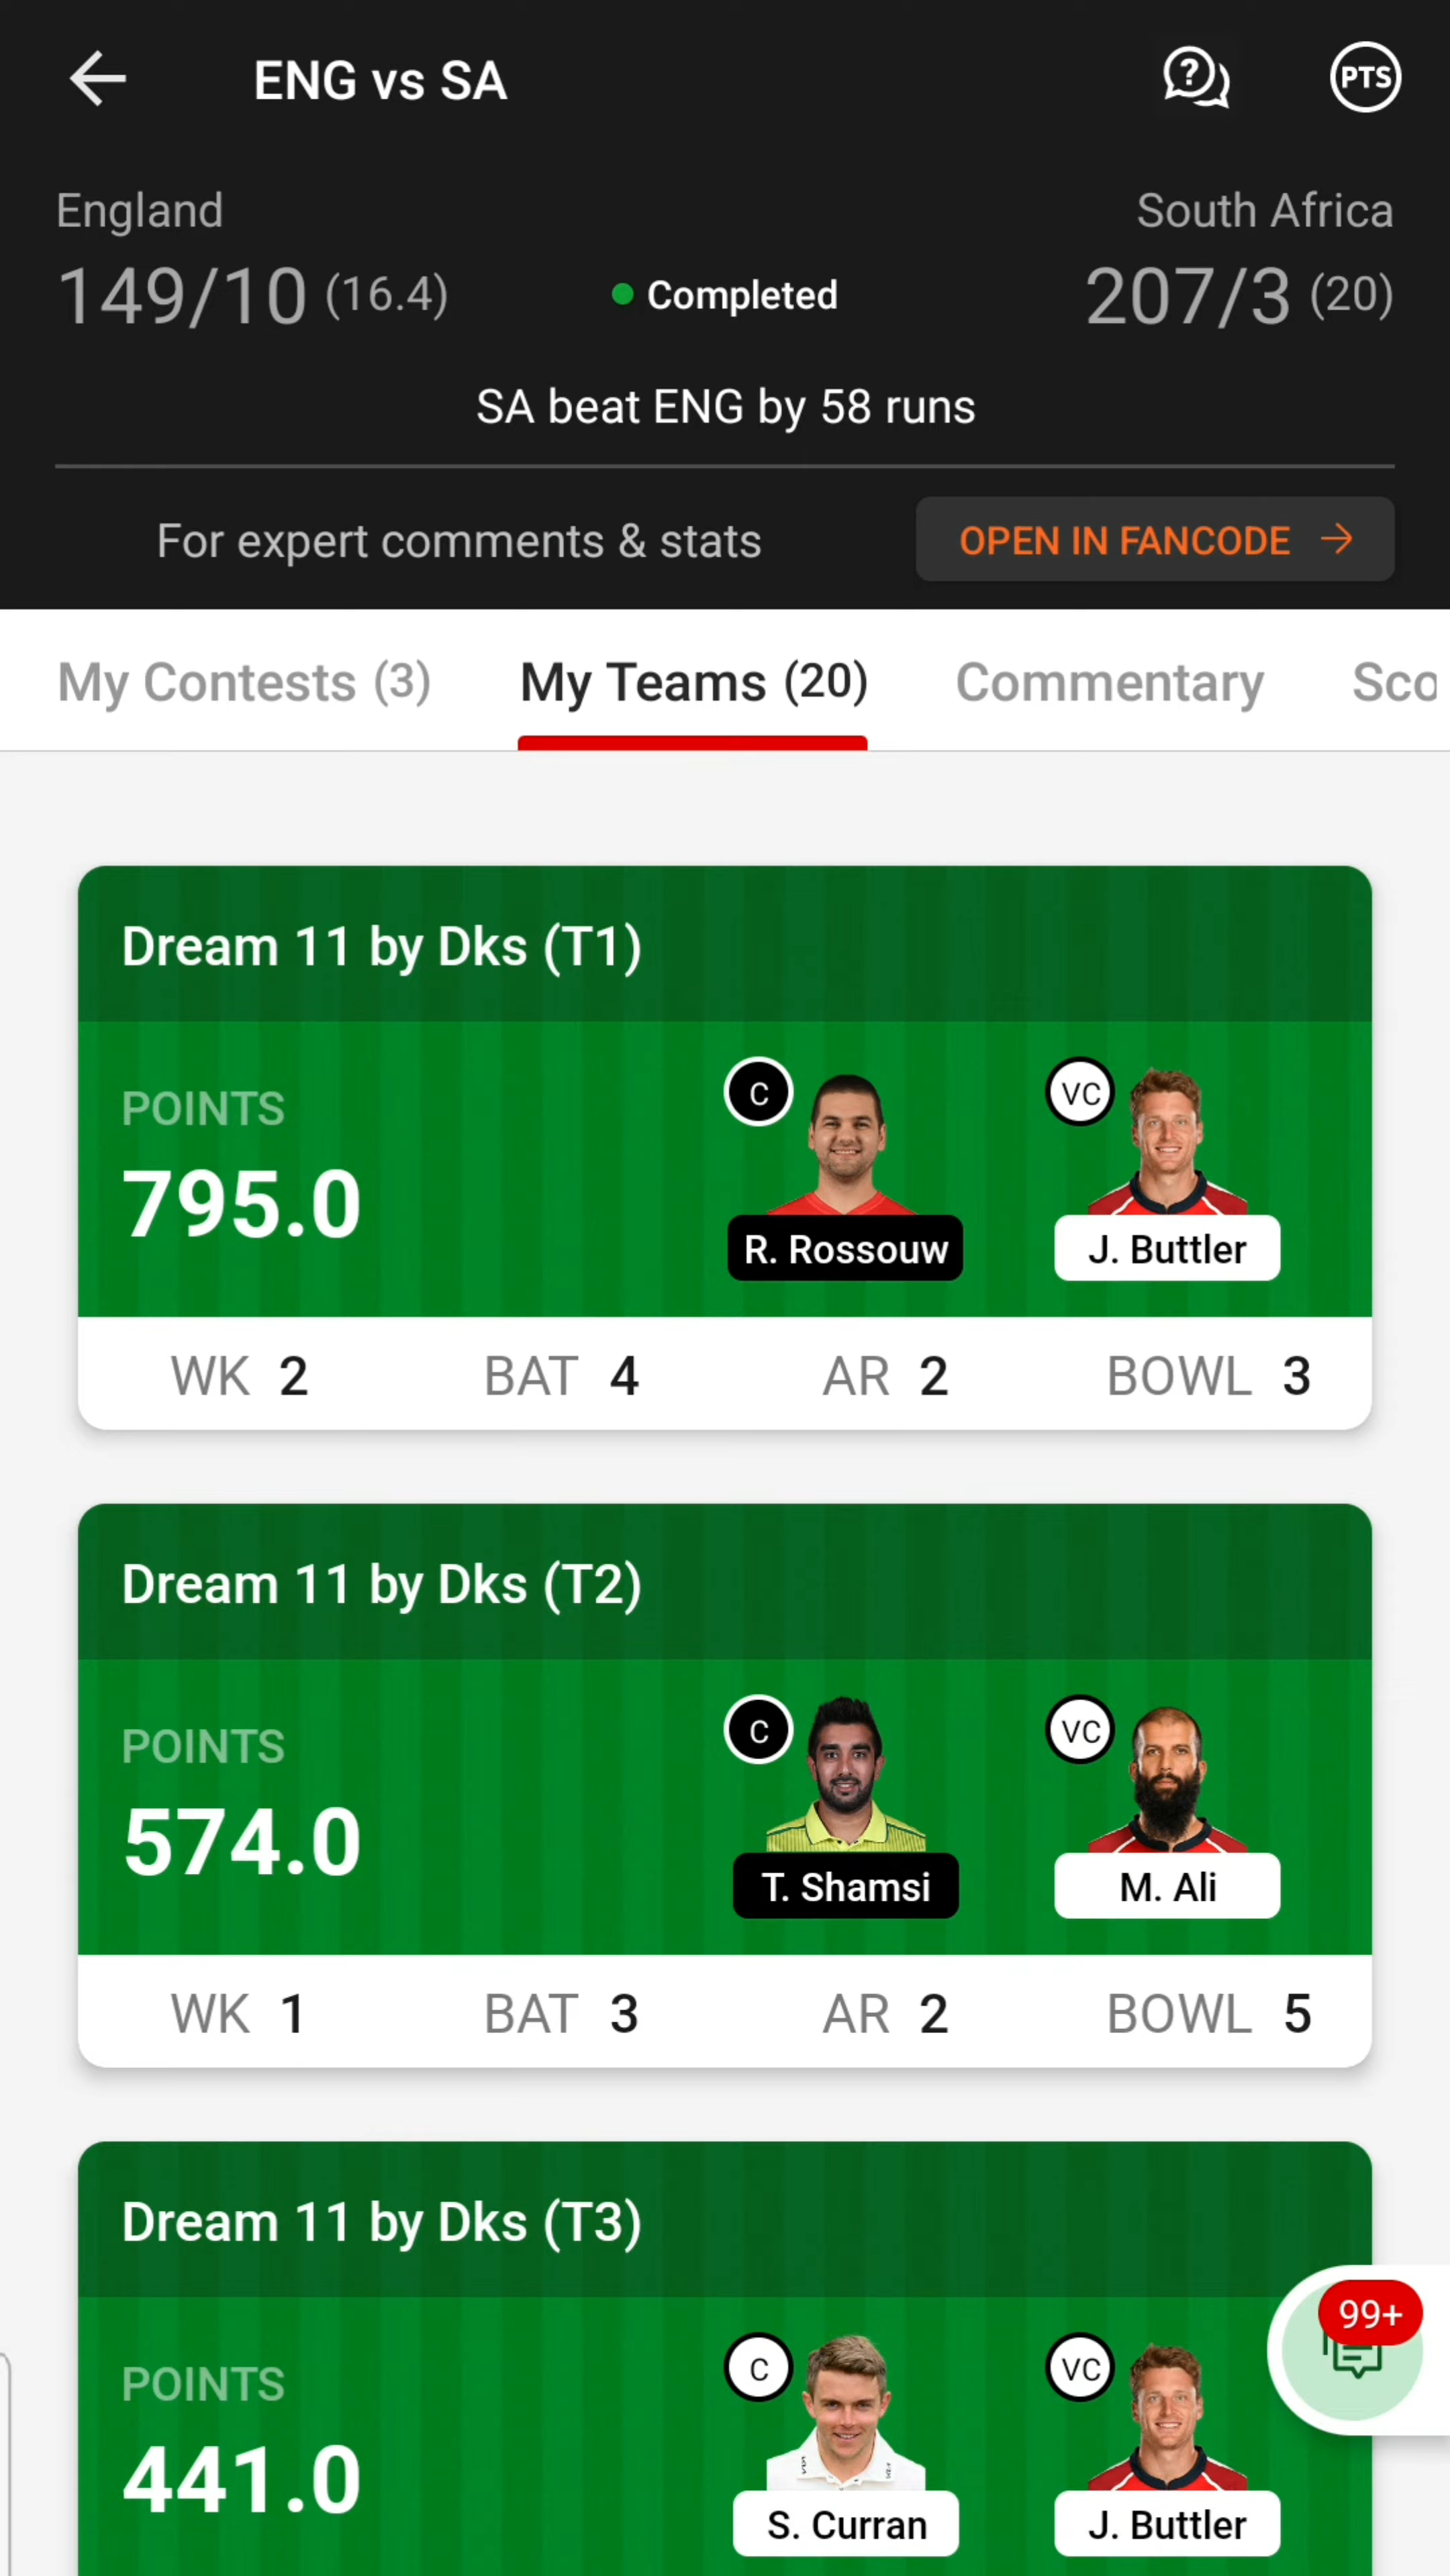 ENG vs SA
PTS
England
South Africa
149/10 (16.4)
Completed
207/3 (20)
SA beat ENG by 58 runs
For expert comments & stats
OPEN IN FANCODE
My Contests (3)
My Teams (20)
Commentary
Sco
Dream 11 by Dks (T1)
POINTS
795.0
C
VC
R. Rossouw
J. Buttler
WK 2
BAT 4
AR 2
BOWL 3
Dream 11 by Dks (T2)
POINTS
574.0
C
VC
T. Shamsi
M. Ali
WK 1
BAT 3
AR 2
BOWL 5
Dream 11 by Dks (T3)
99+
POINTS
441.0
C
VC
S. Curran
J. Buttler